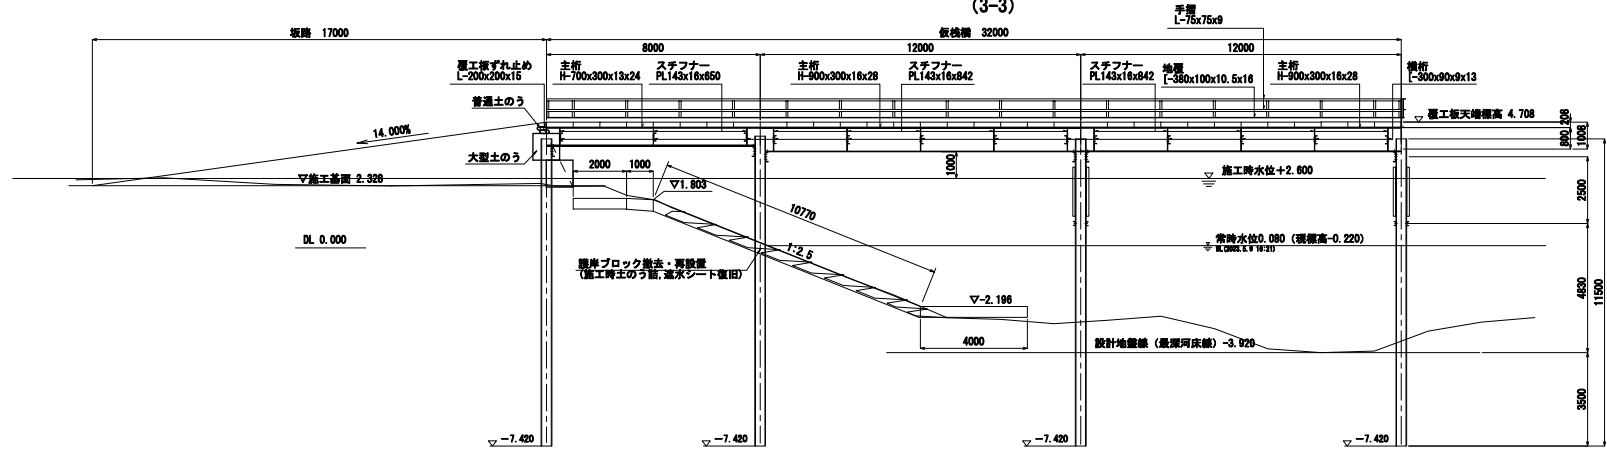 (3-3)
坂路 17000
仮桟橋 32000
手摺
L-75x75x9
8000
12000
12000
覆工板ずれ止め
L-200x200x15
主桁
H-700x300x13x24
スチフナー
PL143x16x650
主桁
H-900x300x16x28
スチフナー
PL143x16x842
スチフナー
PL143x16x842
地覆
[-380x100x10.5x16
主桁
H-900x300x16x28
横桁
[-300x90x9x13
普通土のう
14.000%
大型土のう
覆工板天端標高 4.708
208
800
1008
2000
1000
1000
▽施工基面 2.328
▽1.803
施工時水位+2.600
2500
10770
DL 0.000
1:2.5
常時水位0.080 (現標高-0.220)
護岸ブロック撤去・再設置
(施工時土のう詰,遮水シート復旧)
▽-2.196
4830
11500
4000
設計地盤線 (最深河床線) -3.920
3500
-7.420
-7.420
-7.420
-7.420